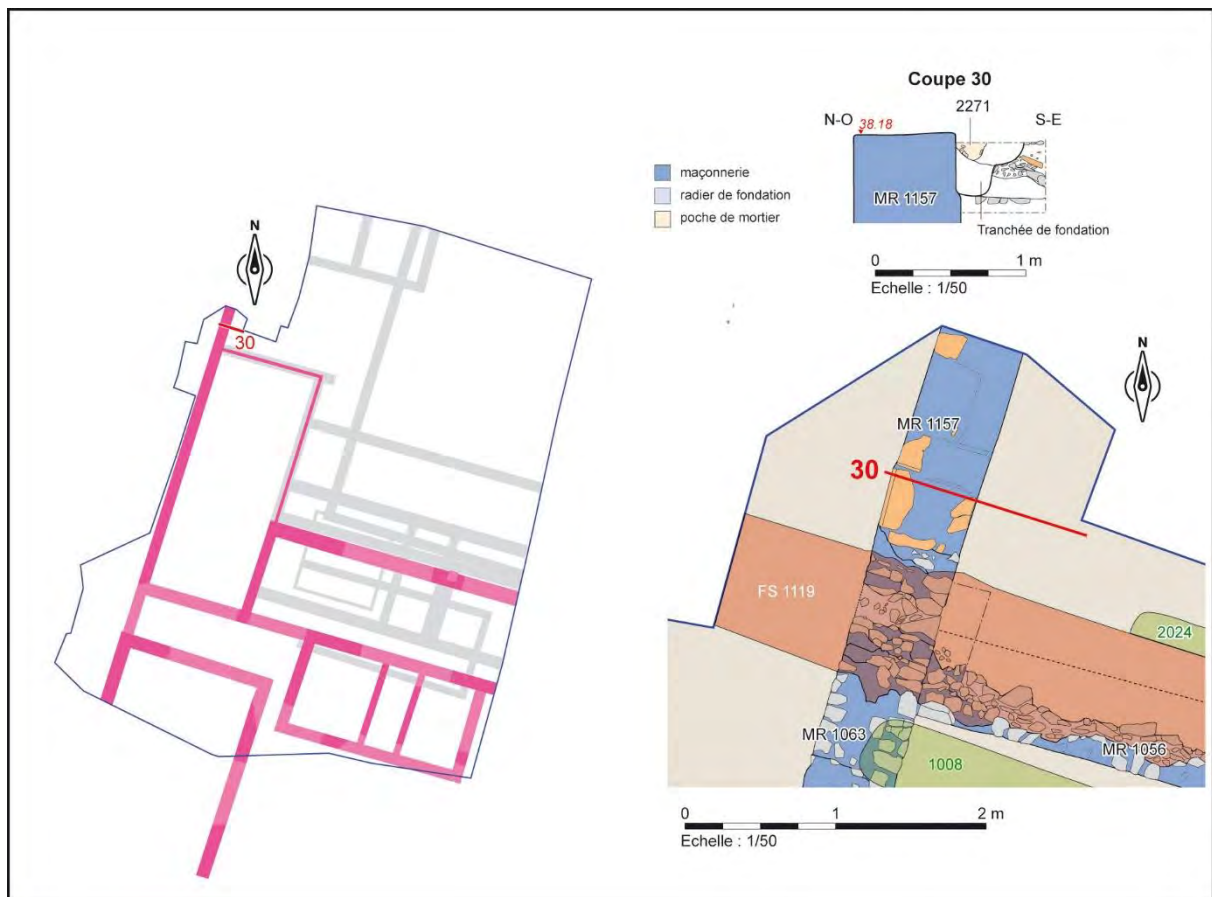 N
30
Coupe 30
2271
N-O
38.18
S-E
maçonnerie
radier de fondation
poche de mortier
MR 1157
Tranchée de fondation
0
1 m
Echelle : 1/50
N
MR 1157
30
FS 1119
2024
MR 1063
1008
MR 1056
0
1
2 m
Echelle : 1/50